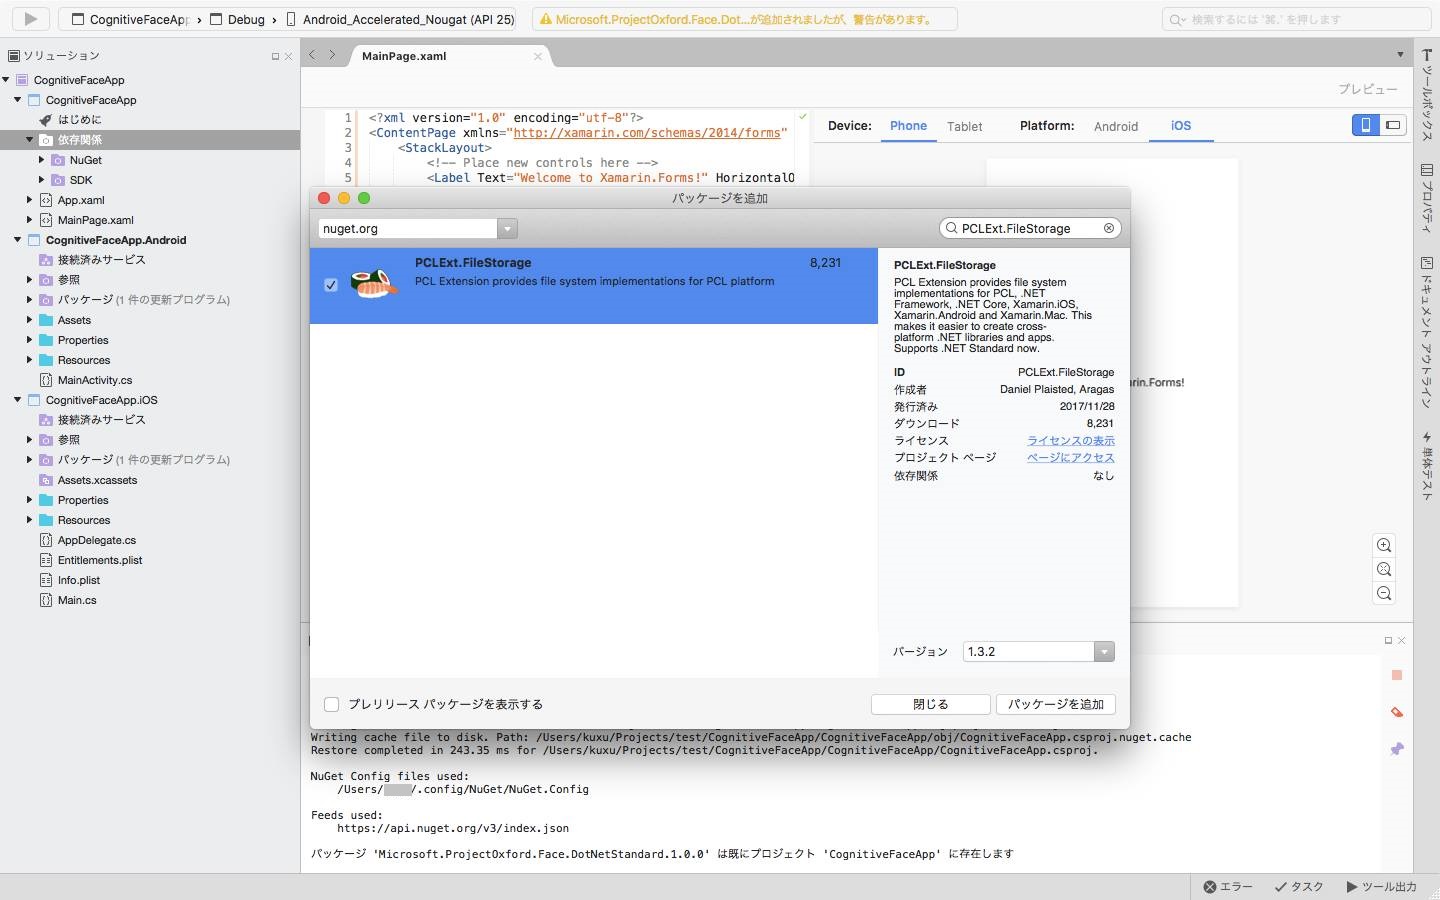 CognitiveFaceApp › Debug › Android_Accelerated_Nougat (API 25)
Microsoft.ProjectOxford.Face.Dot...が追加されましたが、警告があります。
検索するには '⌘.' を押します
ソリューション
CognitiveFaceApp
CognitiveFaceApp
はじめに
依存関係
NuGet
SDK
App.xaml
MainPage.xaml
CognitiveFaceApp.Android
接続済みサービス
参照
パッケージ (1 件の更新プログラム)
Assets
Properties
Resources
MainActivity.cs
CognitiveFaceApp.iOS
接続済みサービス
参照
パッケージ (1 件の更新プログラム)
Assets.xcassets
Properties
Resources
AppDelegate.cs
Entitlements.plist
Info.plist
Main.cs
MainPage.xaml
プレビュー
1 <?xml version="1.0" encoding="utf-8"?>
2 <ContentPage xmlns="http://xamarin.com/schemas/2014/forms"
3 <StackLayout>
4 <!-- Place new controls here -->
5 <Label Text="Welcome to Xamarin.Forms!" HorizontalO
Device: Phone Tablet Platform: Android iOS
rin.Forms!
パッケージを追加
nuget.org
PCLExt.FileStorage
PCLExt.FileStorage 8,231
PCL Extension provides file system implementations for PCL platform
PCLExt.FileStorage
PCL Extension provides file system
implementations for PCL, .NET
Framework, .NET Core, Xamarin.iOS,
Xamarin.Android and Xamarin.Mac. This
makes it easier to create cross-
platform .NET libraries and apps.
Supports .NET Standard now.
ID PCLExt.FileStorage
作成者 Daniel Plaisted, Aragas
発行済み 2017/11/28
ダウンロード 8,231
ライセンス ライセンスの表示
プロジェクト ページ ページにアクセス
依存関係 なし
バージョン 1.3.2
プレリリース パッケージを表示する
閉じる
パッケージを追加
Writing cache file to disk. Path: /Users/kuxu/Projects/test/CognitiveFaceApp/CognitiveFaceApp/obj/CognitiveFaceApp.csproj.nuget.cache
Restore completed in 243.35 ms for /Users/kuxu/Projects/test/CognitiveFaceApp/CognitiveFaceApp/CognitiveFaceApp.csproj.
NuGet Config files used:
/Users/ /.config/NuGet/NuGet.Config
Feeds used:
https://api.nuget.org/v3/index.json
パッケージ 'Microsoft.ProjectOxford.Face.DotNetStandard.1.0.0' は既にプロジェクト 'CognitiveFaceApp' に存在します
ツールボックス
プロパティ
ドキュメント アウトライン
単体テスト
エラー
タスク
ツール出力